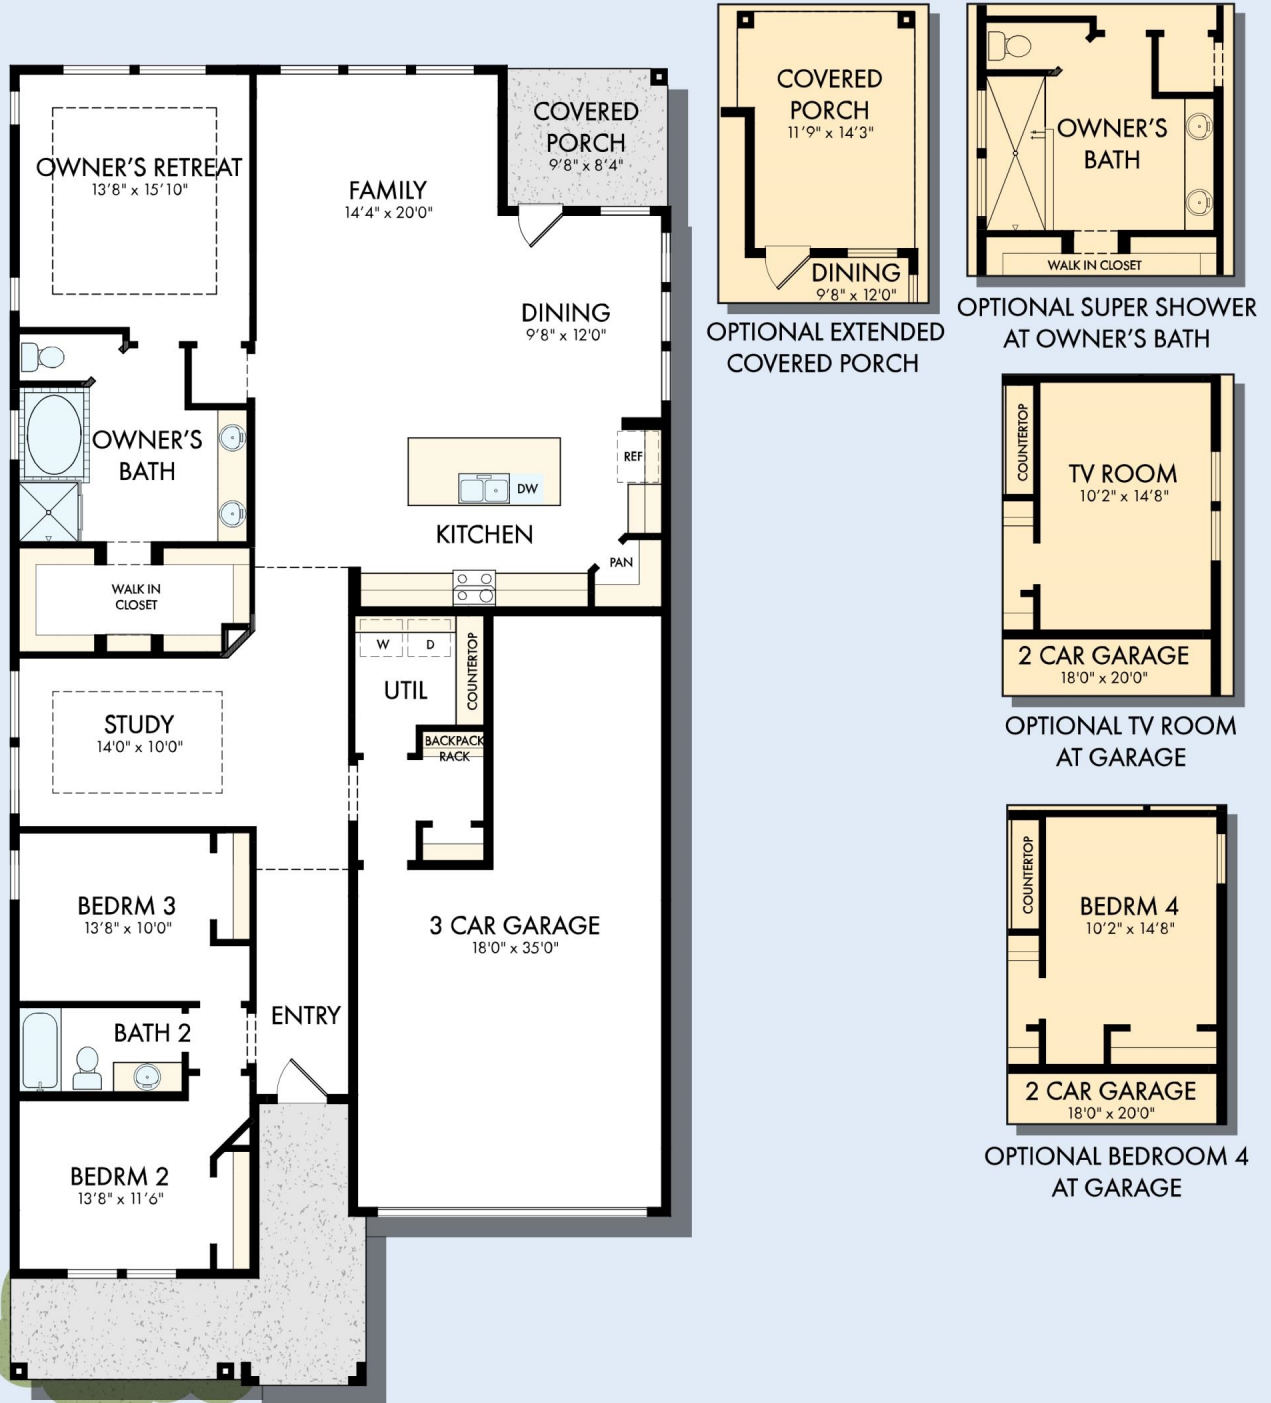 OWNER'S RETREAT
13'8" x 15'10"
FAMILY
14'4" x 20'0"
COVERED
PORCH
9'8" x 8'4"
DINING
9'8" x 12'0"
OWNER'S
BATH
REF
DW
KITCHEN
PAN
WALK IN
CLOSET
W
D
COUNTERTOP
UTIL
STUDY
14'0" x 10'0"
BACKPACK
RACK
BEDRM 3
13'8" x 10'0"
3 CAR GARAGE
18'0" x 35'0"
ENTRY
BATH 2
BEDRM 2
13'8" x 11'6"
COVERED
PORCH
11'9" x 14'3"
DINING
9'8" x 12'0"
OPTIONAL EXTENDED
COVERED PORCH
OWNER'S
BATH
WALK IN CLOSET
OPTIONAL SUPER SHOWER
AT OWNER'S BATH
COUNTERTOP
TV ROOM
10'2" x 14'8"
2 CAR GARAGE
18'0" x 20'0"
OPTIONAL TV ROOM
AT GARAGE
COUNTERTOP
BEDRM 4
10'2" x 14'8"
2 CAR GARAGE
18'0" x 20'0"
OPTIONAL BEDROOM 4
AT GARAGE